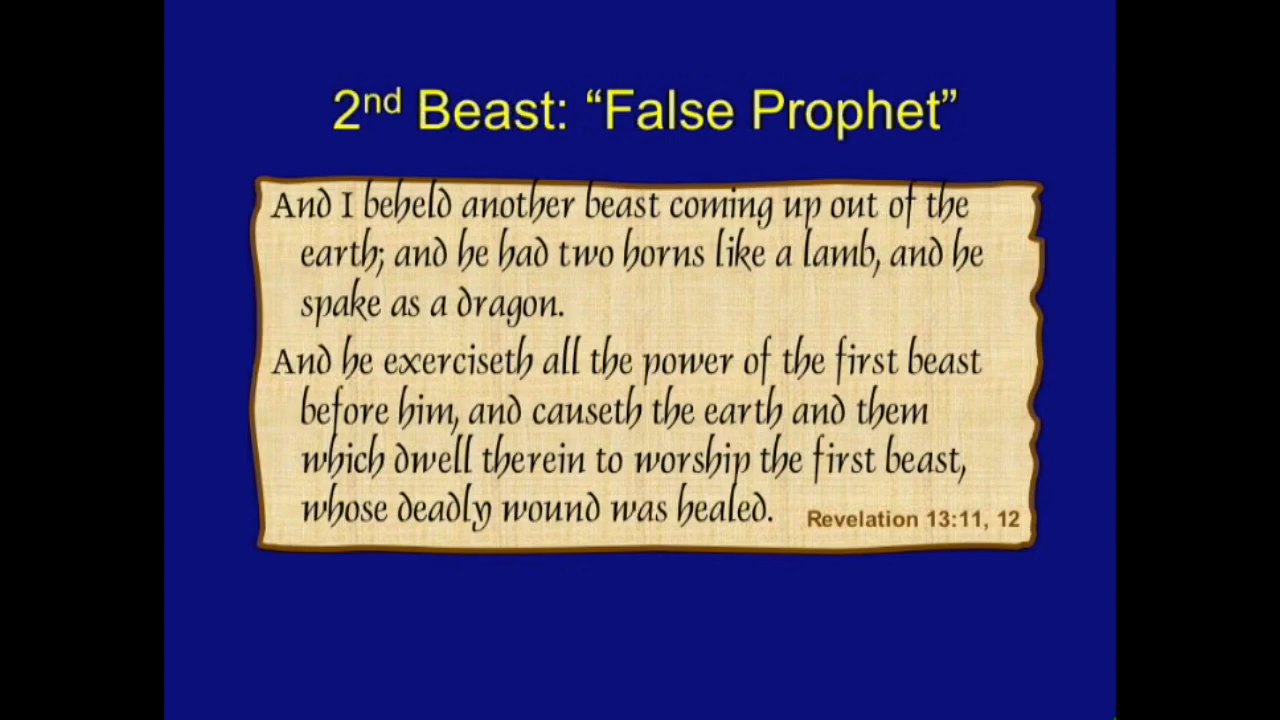 2nd Beast: “False Prophet”
And I beheld another beast coming up out of the
earth; and he had two horns like a lamb, and he
spake as a dragon.
And he exerciseth all the power of the first beast
before him, and causeth the earth and them
which dwell therein to worship the first beast,
whose deadly wound was healed.
Revelation 13:11, 12